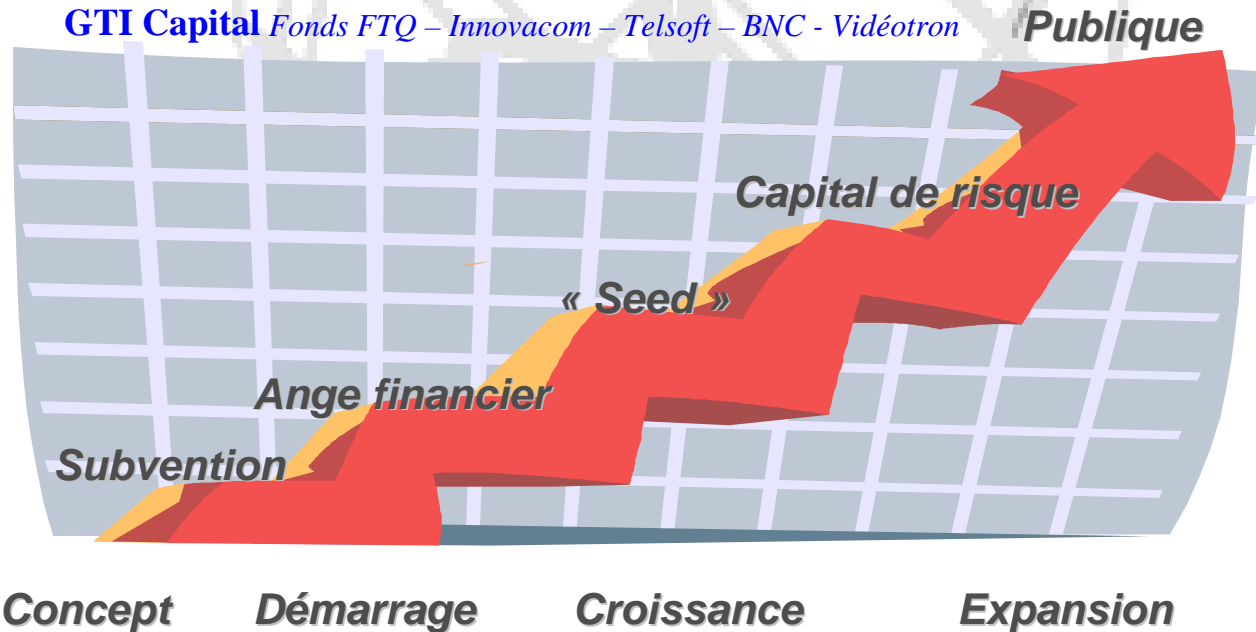 GTI Capital Fonds FTQ – Innovacom – Telsoft – BNC - Vidéotron
Publique
Capital de risque
« Seed »
Ange financier
Subvention
Concept Démarrage Croissance Expansion